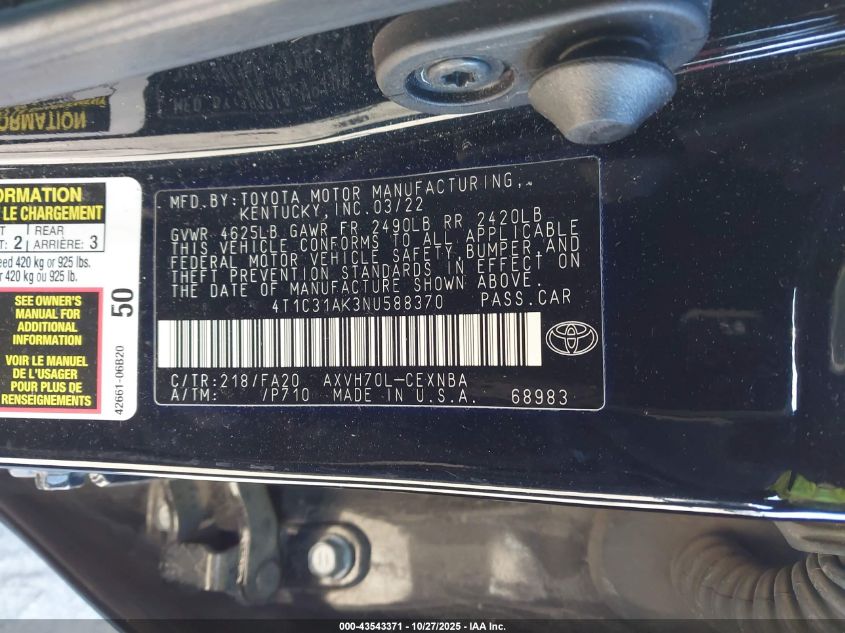 ORMATION
ORMATION
LE CHARGEMENT
REAR
T: 2 ARRIÈRE: 3
eed 420 kg or 925 lbs.
420 kg ou 925 lb.
SEE OWNER'S
MANUAL FOR
ADDITIONAL
INFORMATION
VOIR LE MANUEL
DE L'USAGER
POUR PLUS DE
RENSEIGNEMENTS
50
42661-06B20
MFD. BY: TOYOTA MOTOR MANUFACTURING,
KENTUCKY, INC. 03/22
GVWR 4625LB GAWR FR 2490LB RR 2420LB
THIS VEHICLE CONFORMS TO ALL APPLICABLE
FEDERAL MOTOR VEHICLE SAFETY, BUMPER AND
THEFT PREVENTION STANDARDS IN EFFECT ON
THE DATE OF MANUFACTURE SHOWN ABOVE.
4T1C31AK3NU588370 PASS.CAR
C/TR:218/FA20 AXVH70L-CEXNBA
A/TM: /P710 MADE IN U.S.A. 68983
000-43543371 | 10/27/2025 - IAA Inc.